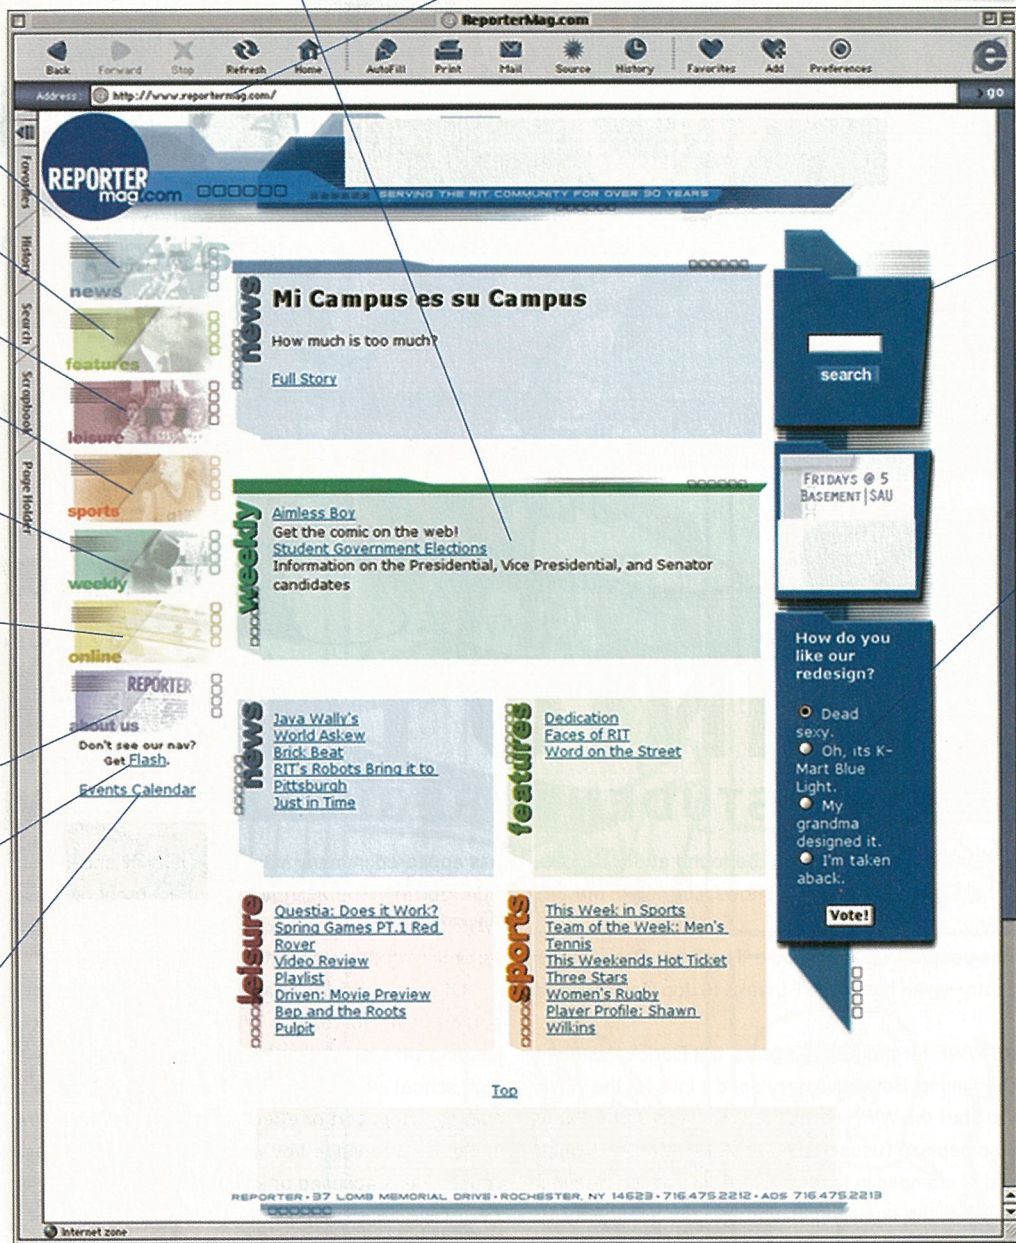 ReporterMag.com
Back
Forward
Stop
Refresh
Home
AutoFill
Print
Mail
Source
History
Favorites
Add
Preferences
Address:
http://www.reportermag.com/
go
Favorites
History
Search
Scrapbook
Page Holder
REPORTER
mag.com
SERVING THE RIT COMMUNITY FOR OVER 50 YEARS
news
features
leisure
sports
weekly
online
REPORTER
about us
Don't see our nav?
Get Flash.
Events Calendar
news
Mi Campus es su Campus
How much is too much?
Full Story
weekly
Aimless Boy
Get the comic on the web!
Student Government Elections
Information on the Presidential, Vice Presidential, and Senator
candidates
news
Java Wally's
World Askew
Brick Beat
RIT's Robots Bring it to
Pittsburgh
Just in Time
features
Dedication
Faces of RIT
Word on the Street
leisure
Questia: Does it Work?
Spring Games PT.1 Red
Rover
Video Review
Playlist
Driven: Movie Preview
Bep and the Roots
Pulpit
sports
This Week in Sports
Team of the Week: Men's
Tennis
This Weekends Hot Ticket
Three Stars
Women's Rugby
Player Profile: Shawn
Wilkins
search
FRIDAYS @ 5
BASEMENT|SAU
How do you
like our
redesign?
Dead
sexy.
Oh, its K-
Mart Blue
Light.
My
grandma
designed it.
I'm taken
aback.
Vote!
Top
REPORTER • 37 LOMB MEMORIAL DRIVE • ROCHESTER, NY 14623 • 716.475.2212 • ADS 716.475.2213
Internet zone